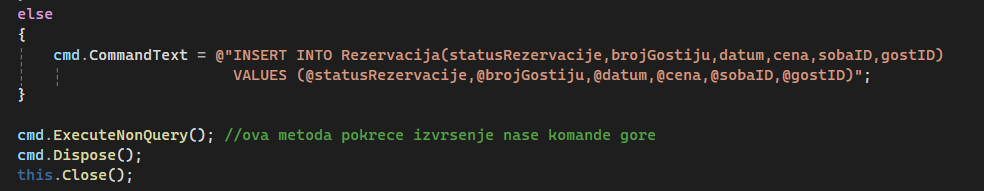 else
{
cmd.CommandText = @"INSERT INTO Rezervacija(statusRezervacije,brojGostiju,datum,cena,sobaID,gostID)
VALUES (@statusRezervacije,@brojGostiju,@datum,@cena,@sobaID,@gostID)";
}
cmd.ExecuteNonQuery(); //ova metoda pokrece izvrsenje nase komande gore
cmd.Dispose();
this.Close();